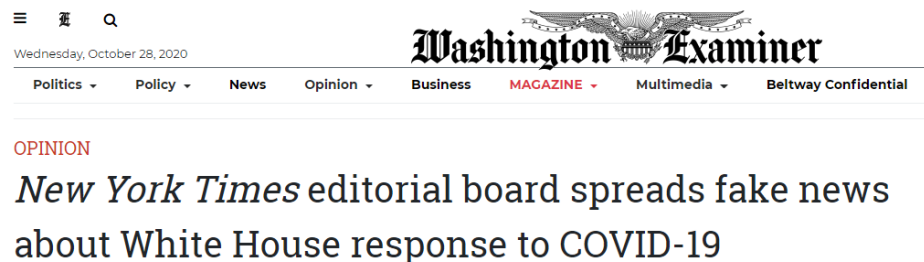 Washington Examiner
Wednesday, October 28, 2020
Politics Policy News Opinion Business MAGAZINE Multimedia Beltway Confidential
OPINION
New York Times editorial board spreads fake news
about White House response to COVID-19